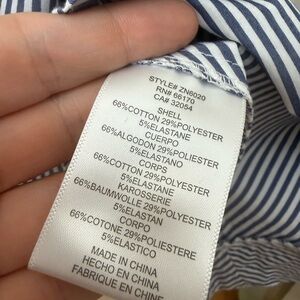 STYLE# ZN6020
RN# 66170
CA# 32054
SHELL
66%COTTON 29%POLYESTER
5%ELASTANE
CUERPO
66%ALGODON 29%POLYESTER
5%ELASTANO
CORPS
66%COTTON 29%POLYESTER
5%ELASTANE
KAROSSERIE
66%BAUMWOLLE 29%POLYESTER
5%ELASTAN
CORPO
66%COTONE 29%POLIESTERE
5%ELASTICO
MADE IN CHINA
HECHO EN CHINA
FABRIQUE EN CHINE